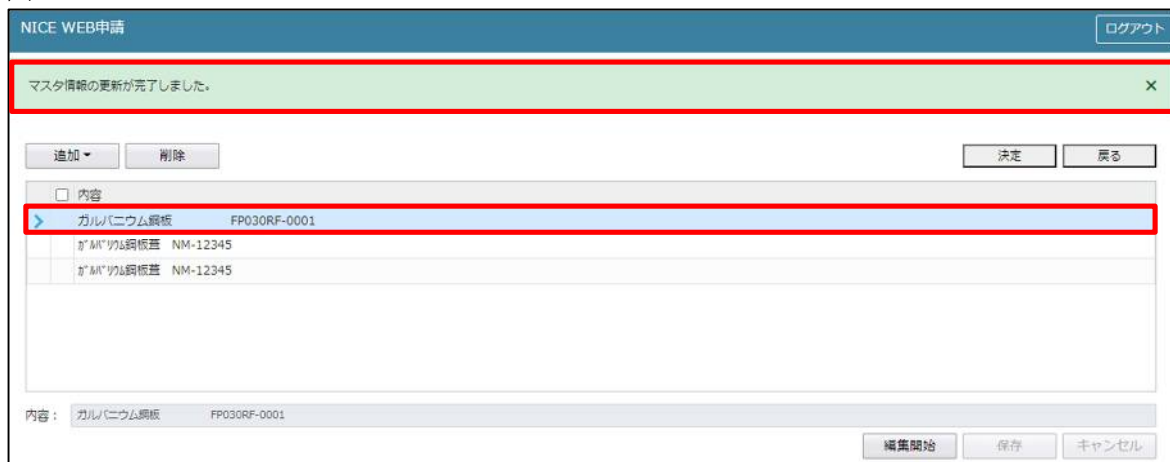 NICE WEB申請 ログアウト
マスタ情報の更新が完了しました。 ×
追加 削除 決定 戻る
内容
ガルバニウム鋼板 FP030RF-0001
ガルバリウム鋼板葺 NM-12345
ガルバリウム鋼板葺 NM-12345
内容： ガルバニウム鋼板 FP030RF-0001
編集開始 保存 キャンセル